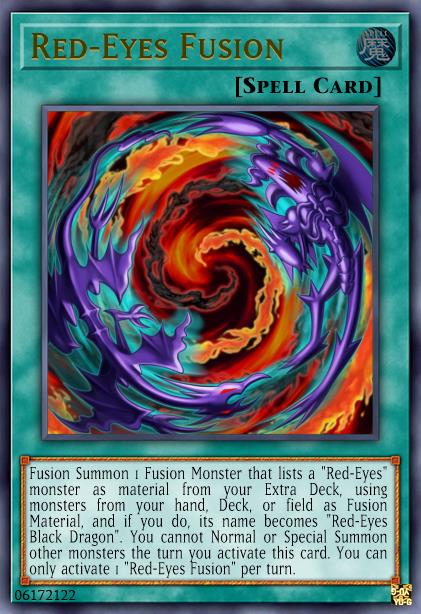 Red-Eyes Fusion
[Spell Card]
Fusion Summon 1 Fusion Monster that lists a "Red-Eyes"
monster as material from your Extra Deck, using
monsters from your hand, Deck, or field as Fusion
Material, and if you do, its name becomes "Red-Eyes
Black Dragon". You cannot Normal or Special Summon
other monsters the turn you activate this card. You can
only activate 1 "Red-Eyes Fusion" per turn.
06172122